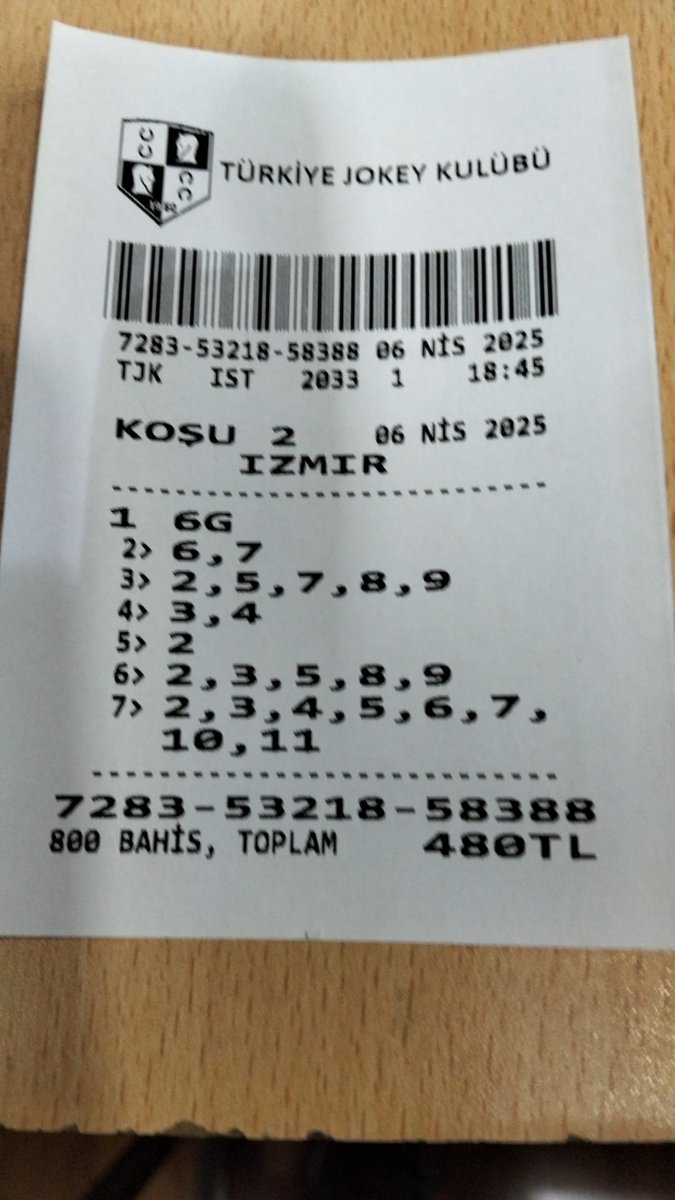 TÜRKİYE JOKEY KULÜBÜ
7283-53218-58388 06 NİS 2025
TJK IST 2033 1 18:45
KOŞU 2 06 NİS 2025
IZMIR
1 6G
2> 6,7
3> 2,5,7,8,9
4> 3,4
5> 2
6> 2,3,5,8,9
7> 2,3,4,5,6,7,
10,11
7283-53218-58388
800 BAHİS, TOPLAM 480TL